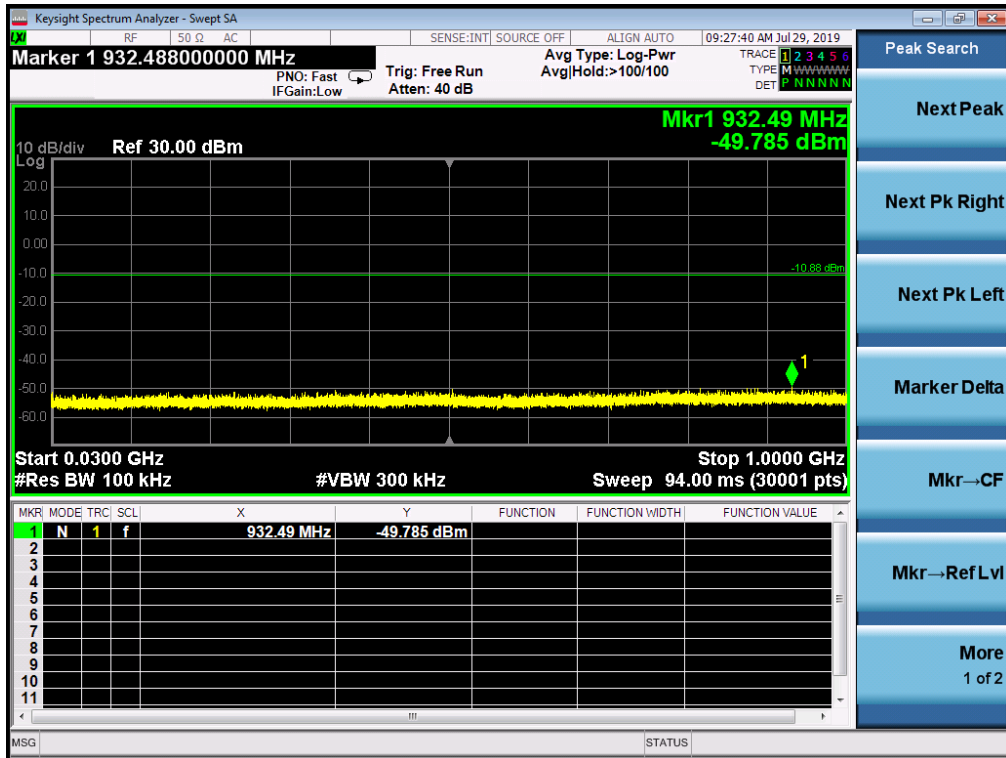 Keysight Spectrum Analyzer - Swept SA
LXI RF 50 Ω AC SENSE:INT SOURCE OFF ALIGN AUTO 09:27:40 AM Jul 29, 2019
Marker 1 932.488000000 MHz
PNO: Fast
IFGain:Low
Trig: Free Run
Atten: 40 dB
Avg Type: Log-Pwr
Avg|Hold:>100/100
TRACE 1 2 3 4 5 6
TYPE M W W W W W
DET P N N N N N
Mkr1 932.49 MHz
-49.785 dBm
10 dB/div Ref 30.00 dBm
Log
20.0
10.0
0.00
-10.0
-10.88 dBm
-20.0
-30.0
-40.0
1
-50.0
-60.0
Start 0.0300 GHz Stop 1.0000 GHz
#Res BW 100 kHz #VBW 300 kHz Sweep 94.00 ms (30001 pts)
MKR MODE TRC SCL X Y FUNCTION FUNCTION WIDTH FUNCTION VALUE
1 N 1 f 932.49 MHz -49.785 dBm
2
3
4
5
6
7
8
9
10
11
MSG STATUS
Peak Search
Next Peak
Next Pk Right
Next Pk Left
Marker Delta
Mkr→CF
Mkr→Ref Lvl
More
1 of 2